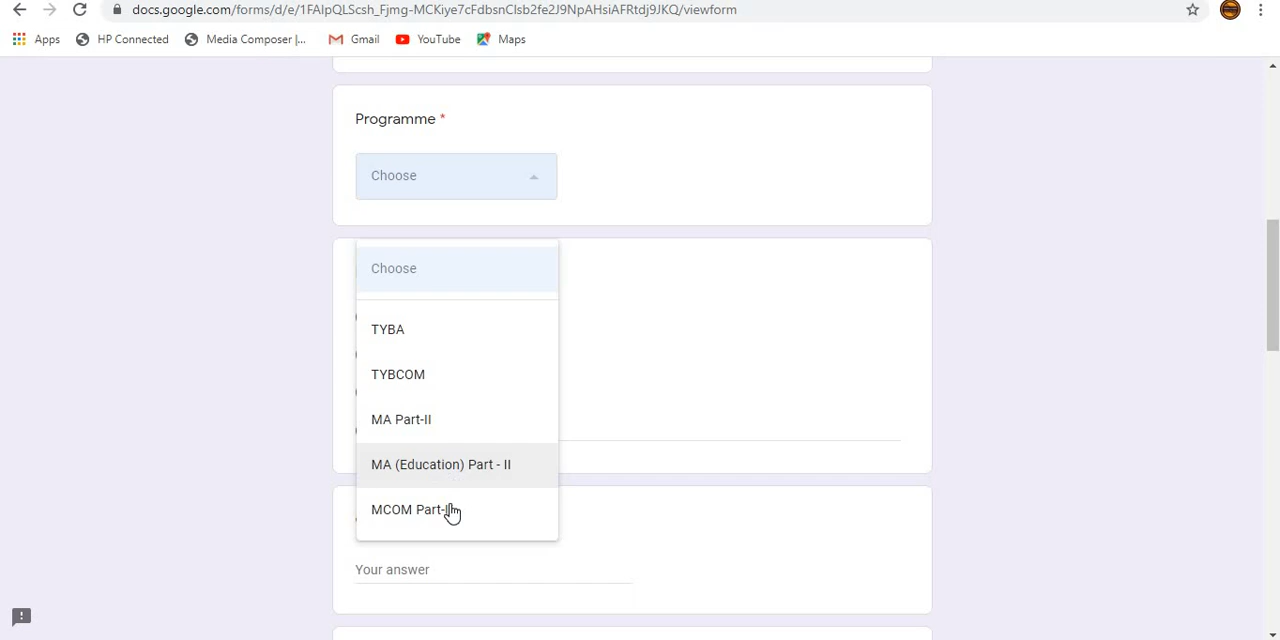 docs.google.com/forms/d/e/1FAIpQLScsh_Fjmg-MCKiye7cFdbsnClsb2fe2J9NpAHsiAFRtdj9JKQ/viewform
Apps HP Connected Media Composer |... Gmail YouTube Maps
Programme *
Choose
Choose
TYBA
TYBCOM
MA Part-II
MA (Education) Part - II
MCOM Part-
Your answer